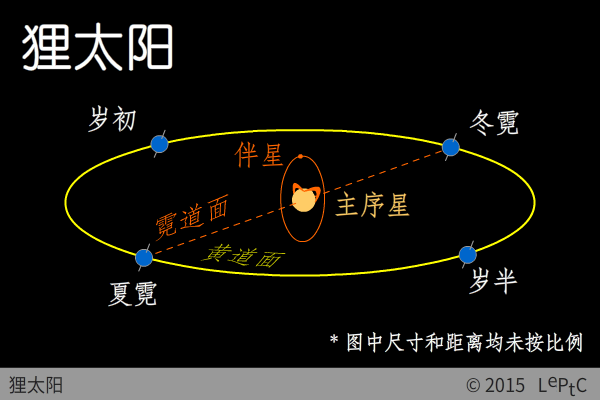 狸太阳
岁初
冬霓
伴星
主序星
霓道面
黄道面
夏霓
岁半
* 图中尺寸和距离均未按比例
狸太阳
© 2015 LePtC